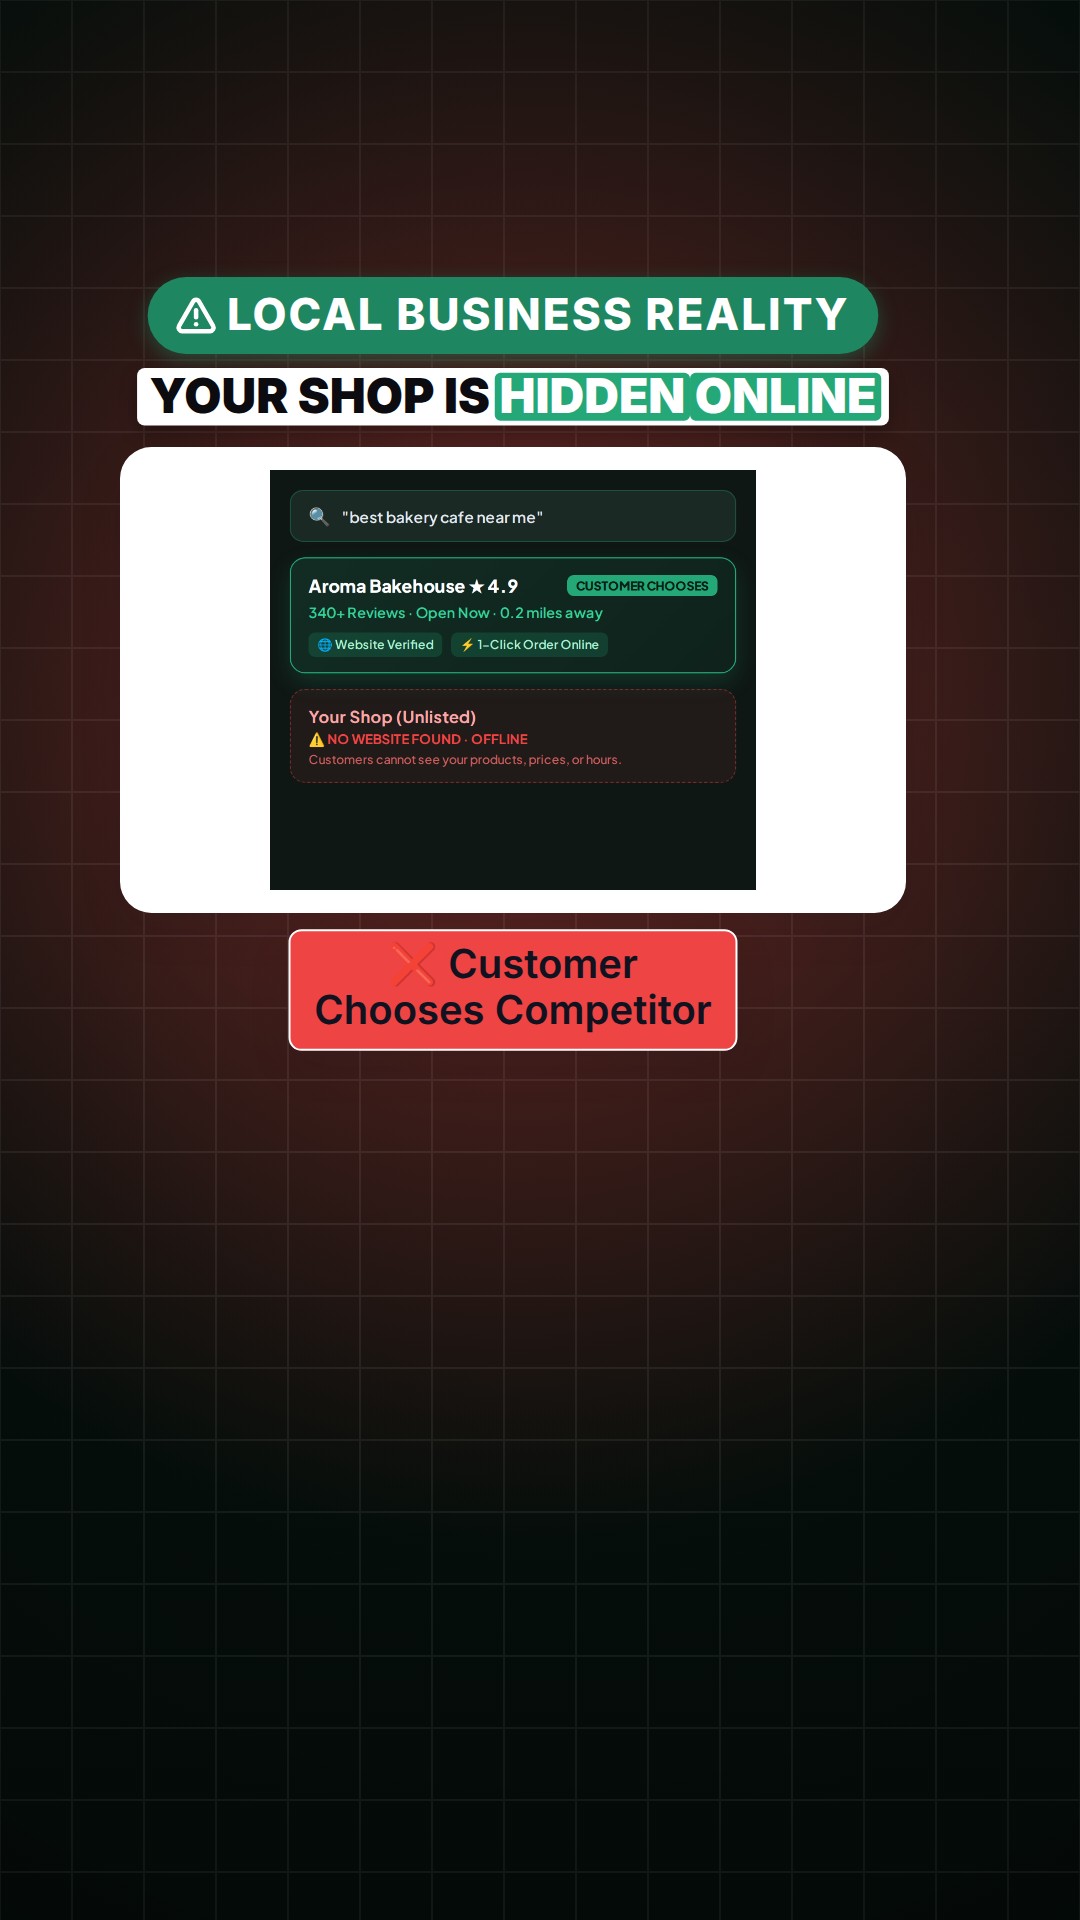 LOCAL BUSINESS REALITY
YOUR SHOP IS HIDDEN ONLINE
"best bakery cafe near me"
Aroma Bakehouse ★ 4.9
CUSTOMER CHOOSES
340+ Reviews · Open Now · 0.2 miles away
Website Verified
1-Click Order Online
Your Shop (Unlisted)
NO WEBSITE FOUND · OFFLINE
Customers cannot see your products, prices, or hours.
Customer
Chooses Competitor